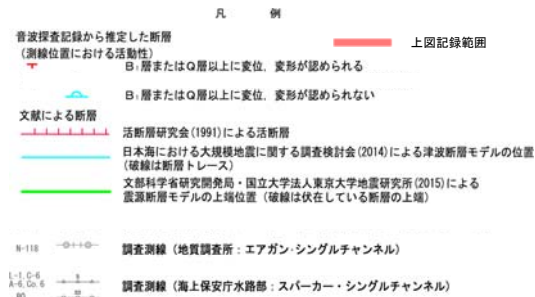 凡 例
音波探査記録から推定した断層
(測線位置における活動性)
上図記録範囲
B₁層またはQ層以上に変位、変形が認められる
B₁層またはQ層以上に変位、変形が認められない
文献による断層
活断層研究会(1991)による活断層
日本海における大規模地震に関する調査検討会(2014)による津波断層モデルの位置
(破線は断層トレース)
文部科学省研究開発局・国立大学法人東京大学地震研究所(2015)による
震源断層モデルの上端位置(破線は伏在している断層の上端)
N-118
調査測線(地質調査所:エアガン・シングルチャンネル)
L-1, C-6
A-6, Co. 6
調査測線(海上保安庁水路部:スパーカー・シングルチャンネル)